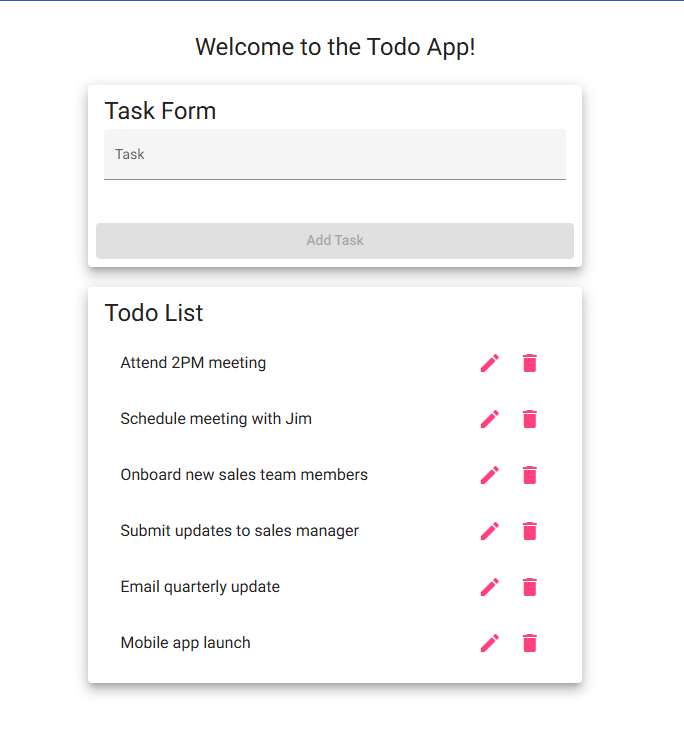 Welcome to the Todo App!
Task Form
Task
Add Task
Todo List
Attend 2PM meeting
Schedule meeting with Jim
Onboard new sales team members
Submit updates to sales manager
Email quarterly update
Mobile app launch